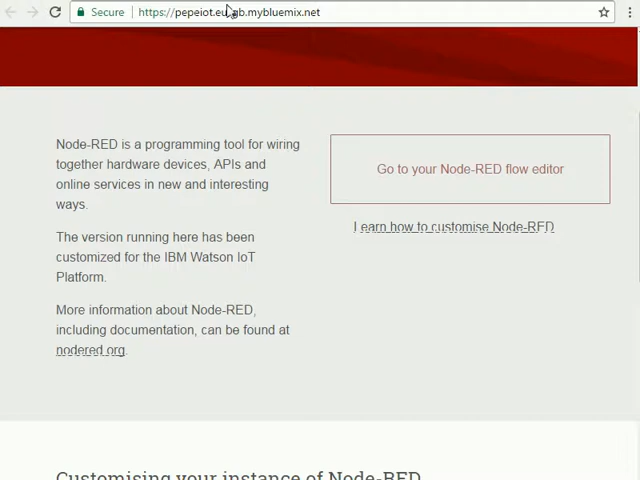 Secure
https://pepeiot.eu-gb.mybluemix.net
Node-RED is a programming tool for wiring
together hardware devices, APIs and
online services in new and interesting
ways.
The version running here has been
customized for the IBM Watson IoT
Platform.
More information about Node-RED,
including documentation, can be found at
nodered.org.
Go to your Node-RED flow editor
Learn how to customise Node-RED
Customising your instance of Node-RED